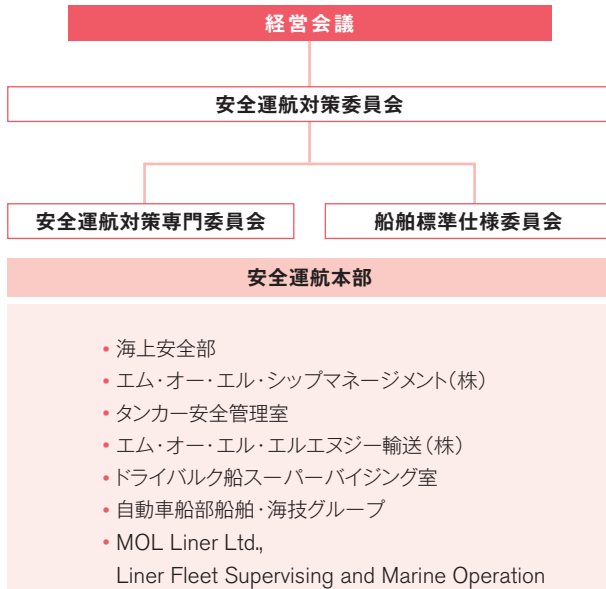 経営会議
安全運航対策委員会
安全運航対策専門委員会
船舶標準仕様委員会
安全運航本部
• 海上安全部
• エム・オー・エル・シップマネージメント(株)
• タンカー安全管理室
• エム・オー・エル・エルエヌジー輸送(株)
• ドライバルク船スーパーバイジング室
• 自動車船部船舶・海技グループ
• MOL Liner Ltd.,
Liner Fleet Supervising and Marine Operation